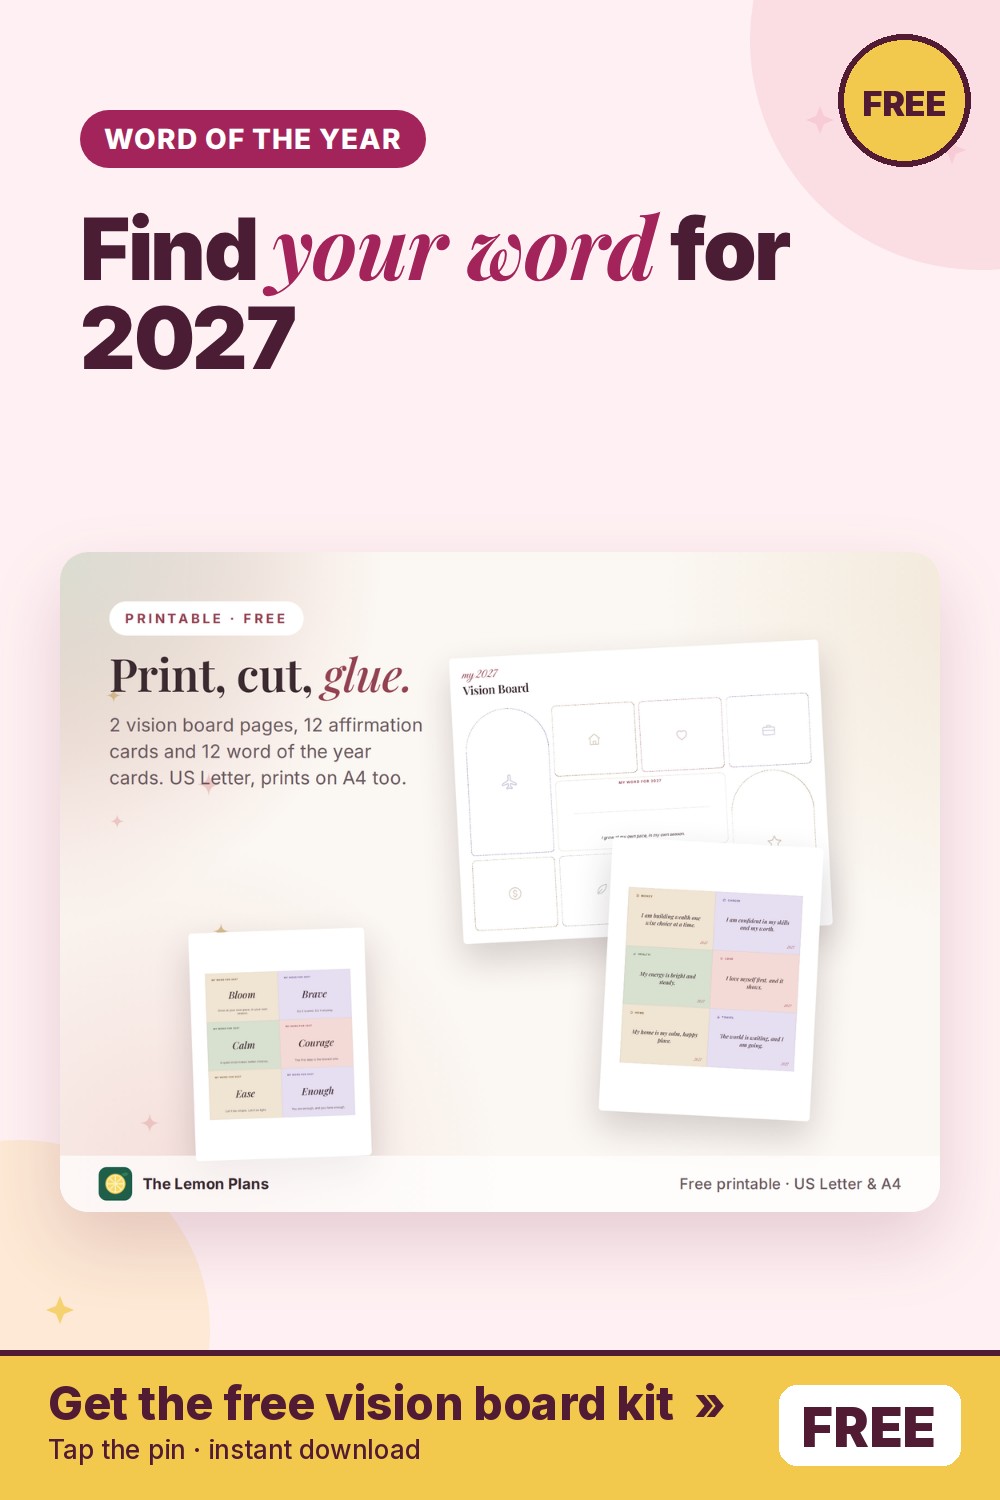 FREE
WORD OF THE YEAR
Find your word for
2027
PRINTABLE · FREE
Print, cut, glue.
2 vision board pages, 12 affirmation
cards and 12 word of the year
cards. US Letter, prints on A4 too.
my 2027
Vision Board
MY WORD FOR 2027
I am building wealth one
wise choice at a time.
I am confident in my skills
and my worth.
My energy is bright and
steady.
I love myself first, and it
shows.
My home is my calm, happy
place.
The world is waiting, and I
am going.
Bloom
Brave
Calm
Courage
Ease
Enough
The Lemon Plans
Free printable · US Letter & A4
Get the free vision board kit »
Tap the pin · instant download
FREE